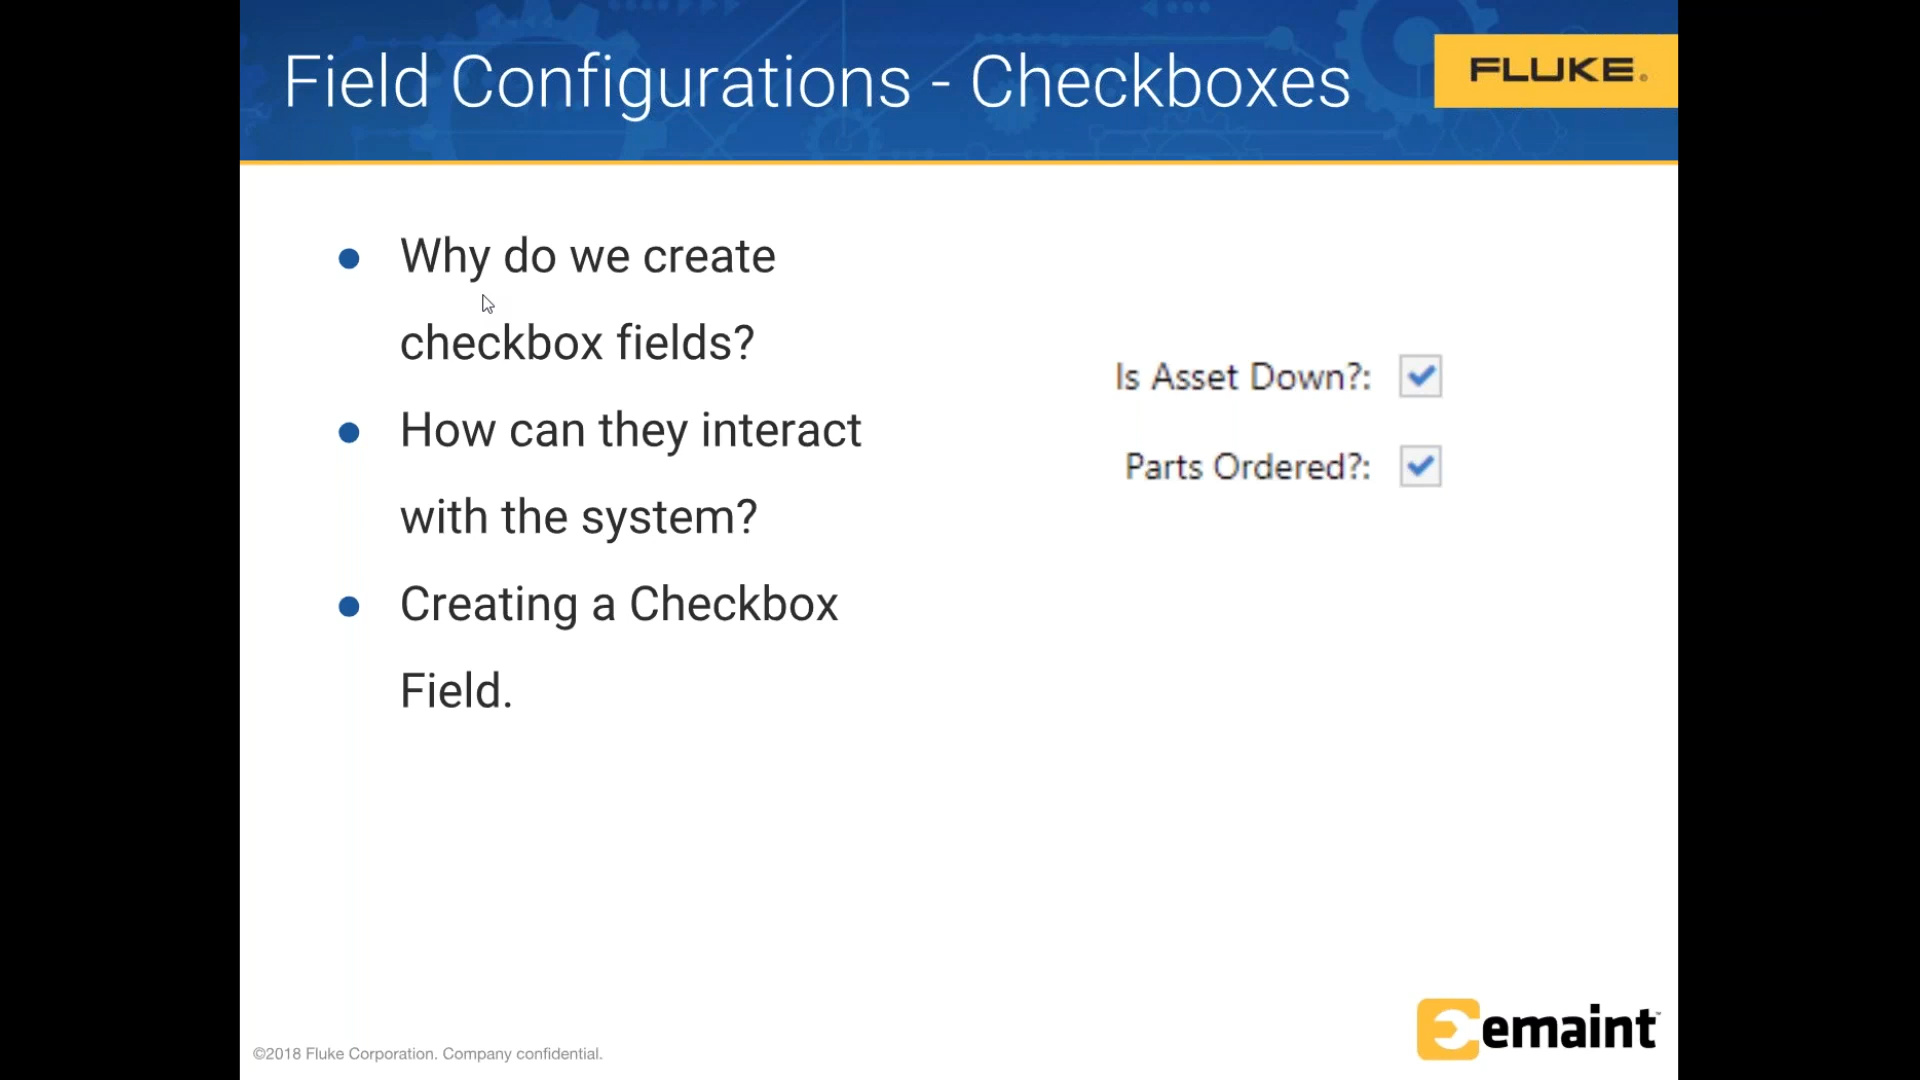 Field Configurations - Checkboxes
FLUKE®
Why do we create
checkbox fields?
How can they interact
with the system?
Creating a Checkbox
Field.
Is Asset Down?:
Parts Ordered?:
©2018 Fluke Corporation. Company confidential.
emaint™